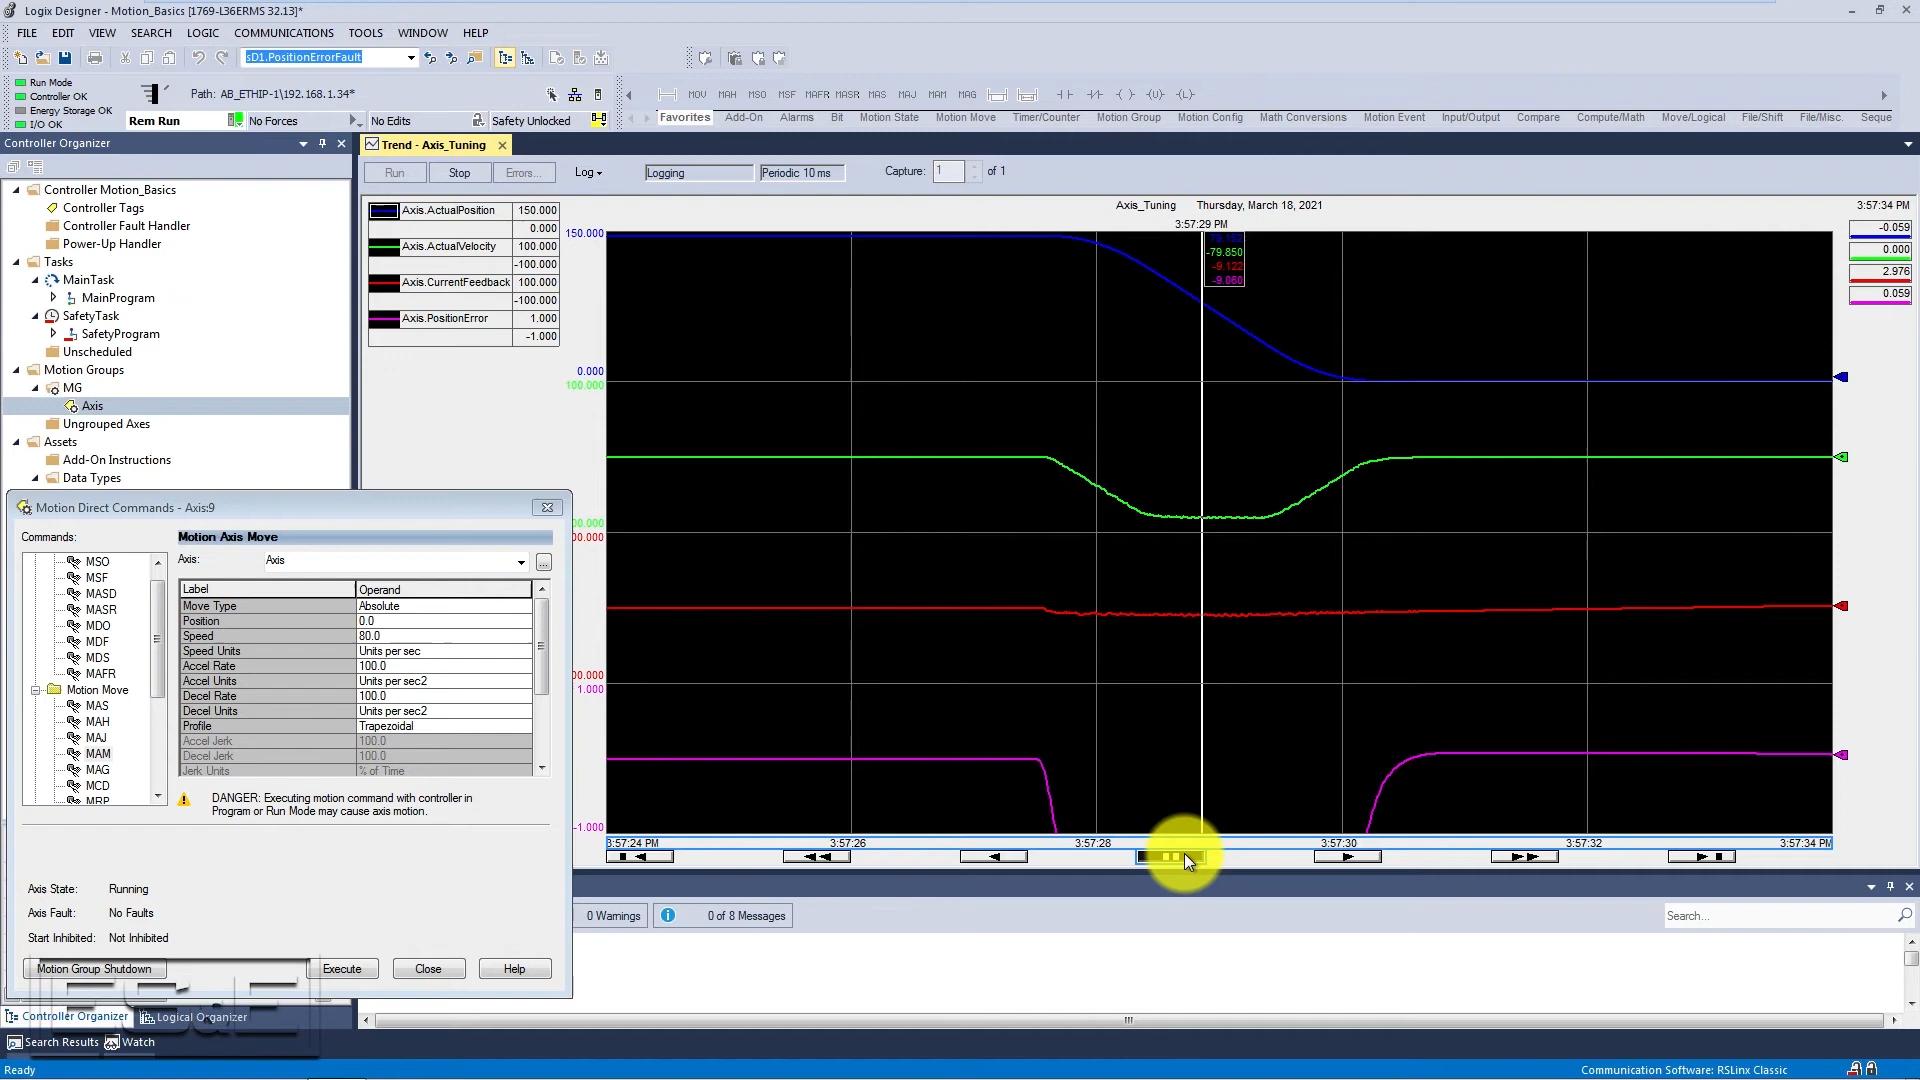 Logix Designer - Motion_Basics [1769-L36ERMS 32.13]*
FILE EDIT VIEW SEARCH LOGIC COMMUNICATIONS TOOLS WINDOW HELP
sD1.PositionErrorFault
Run Mode
Controller OK
Energy Storage OK
I/O OK
Path: AB_ETHIP-1\192.168.1.34*
Rem Run No Forces No Edits Safety Unlocked
MOV MAH MSO MSF MAFR MASR MAS MAJ MAM MAG
Favorites Add-On Alarms Bit Motion State Motion Move Timer/Counter Motion Group Motion Config Math Conversions Motion Event Input/Output Compare Compute/Math Move/Logical File/Shift File/Misc. Seque
Controller Organizer
Controller Motion_Basics
Controller Tags
Controller Fault Handler
Power-Up Handler
Tasks
MainTask
MainProgram
SafetyTask
SafetyProgram
Unscheduled
Motion Groups
MG
Axis
Ungrouped Axes
Assets
Add-On Instructions
Data Types
Trend - Axis_Tuning
Run Stop Errors... Log Logging Periodic 10 ms Capture: 1 of 1
Axis.ActualPosition 150.000
0.000
Axis.ActualVelocity 100.000
-100.000
Axis.CurrentFeedback 100.000
-100.000
Axis.PositionError 1.000
-1.000
Axis_Tuning Thursday, March 18, 2021
3:57:34 PM
3:57:29 PM
-79.850
-9.122
-9.060
-0.059
0.000
2.976
0.059
150.000
0.000
100.000
00.000
00.000
00.000
1.000
-1.000
3:57:24 PM 3:57:26 3:57:28 3:57:30 3:57:32 3:57:34 PM
Motion Direct Commands - Axis:9
Commands:
MSO
MSF
MASD
MASR
MDO
MDF
MDS
MAFR
Motion Move
MAS
MAH
MAJ
MAM
MAG
MCD
MRP
Motion Axis Move
Axis: Axis
...
Label Operand
Move Type Absolute
Position 0.0
Speed 80.0
Speed Units Units per sec
Accel Rate 100.0
Accel Units Units per sec2
Decel Rate 100.0
Decel Units Units per sec2
Profile Trapezoidal
Accel Jerk 100.0
Decel Jerk 100.0
Jerk Units % of Time
DANGER: Executing motion command with controller in
Program or Run Mode may cause axis motion.
Axis State: Running
Axis Fault: No Faults
Start Inhibited: Not Inhibited
Motion Group Shutdown Execute Close Help
0 Warnings 0 of 8 Messages
Search...
ES&E
Controller Organizer Logical Organizer
Search Results Watch
Ready
Communication Software: RSLinx Classic